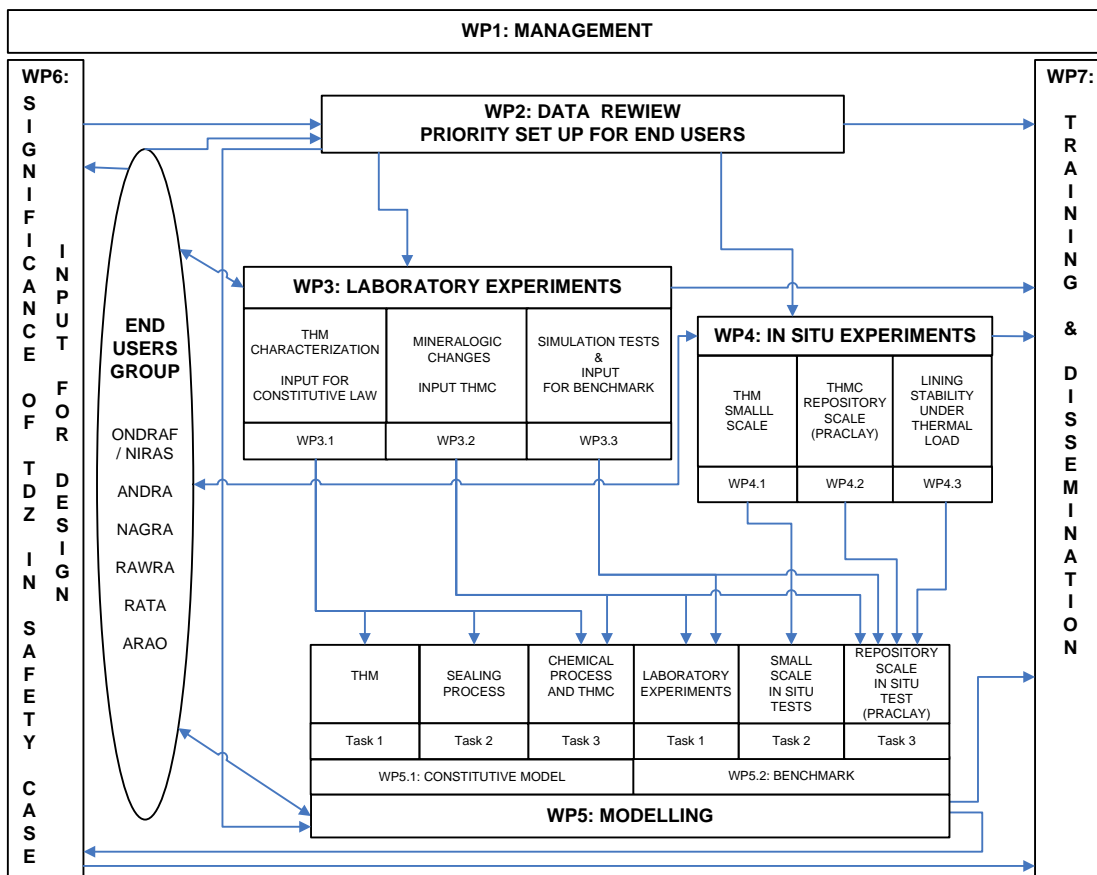 WP1: MANAGEMENT
WP6:
SIGNIFICANCE OF TDZ IN SAFETY CASE
INPUT FOR DESIGN
WP2: DATA REWIEW
PRIORITY SET UP FOR END USERS
WP7:
TRAINING & DISSEMINATION
END
USERS
GROUP
ONDRAF
/ NIRAS
ANDRA
NAGRA
RAWRA
RATA
ARAO
WP3: LABORATORY EXPERIMENTS
THM
CHARACTERIZATION
INPUT FOR
CONSTITUTIVE LAW
WP3.1
MINERALOGIC
CHANGES
INPUT THMC
WP3.2
SIMULATION TESTS
&
INPUT
FOR BENCHMARK
WP3.3
WP4: IN SITU EXPERIMENTS
THM
SMALLL
SCALE
WP4.1
THMC
REPOSITORY
SCALE
(PRACLAY)
WP4.2
LINING
STABILITY
UNDER
THERMAL
LOAD
WP4.3
THM
Task 1
SEALING
PROCESS
Task 2
CHEMICAL
PROCESS
AND THMC
Task 3
LABORATORY
EXPERIMENTS
Task 1
SMALL
SCALE
IN SITU
TESTS
Task 2
REPOSITORY
SCALE
IN SITU
TEST
(PRACLAY)
Task 3
WP5.1: CONSTITUTIVE MODEL
WP5.2: BENCHMARK
WP5: MODELLING